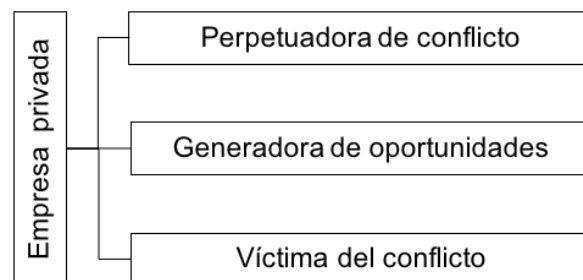 Empresa privada
Perpetuadora de conflicto
Generadora de oportunidades
Víctima del conflicto